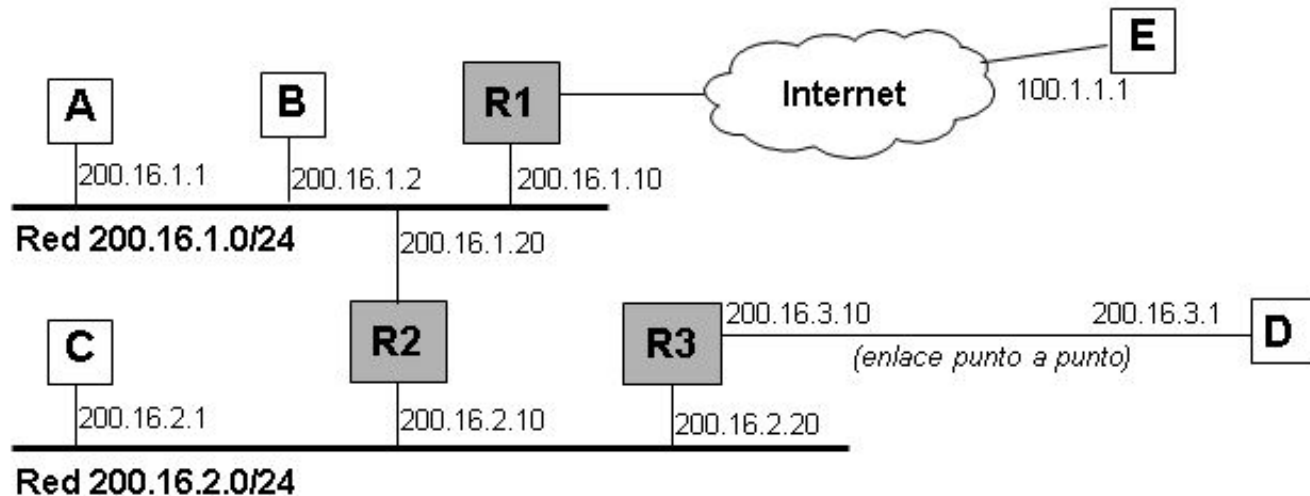 E
Internet
100.1.1.1
A
B
R1
200.16.1.1
200.16.1.2
200.16.1.10
Red 200.16.1.0/24
200.16.1.20
C
R2
R3
200.16.3.10
200.16.3.1
D
(enlace punto a punto)
200.16.2.1
200.16.2.10
200.16.2.20
Red 200.16.2.0/24